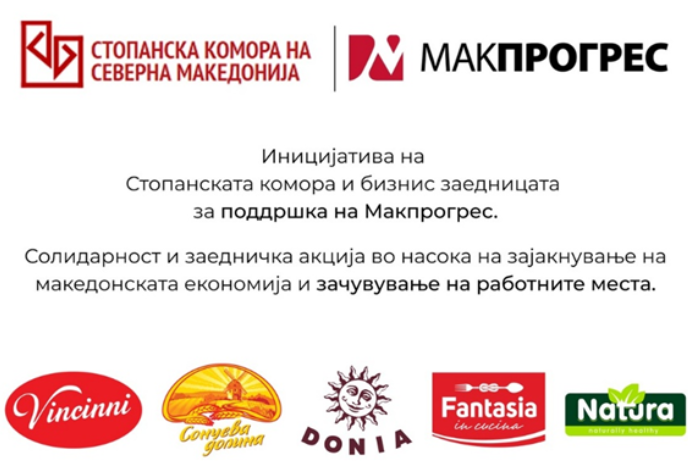 СТОПАНСКА КОМОРА НА
СЕВЕРНА МАКЕДОНИЈА
МАКПРОГРЕС
Иницијатива на
Стопанската комора и бизнис заедницата
за поддршка на Макпрогрес.
Солидарност и заедничка акција во насока на зајакнување на
македонската економија и зачувување на работните места.
Vincinni
Сончева
долина
DONIA
Fantasia
in cucina
Natura
naturally healthy